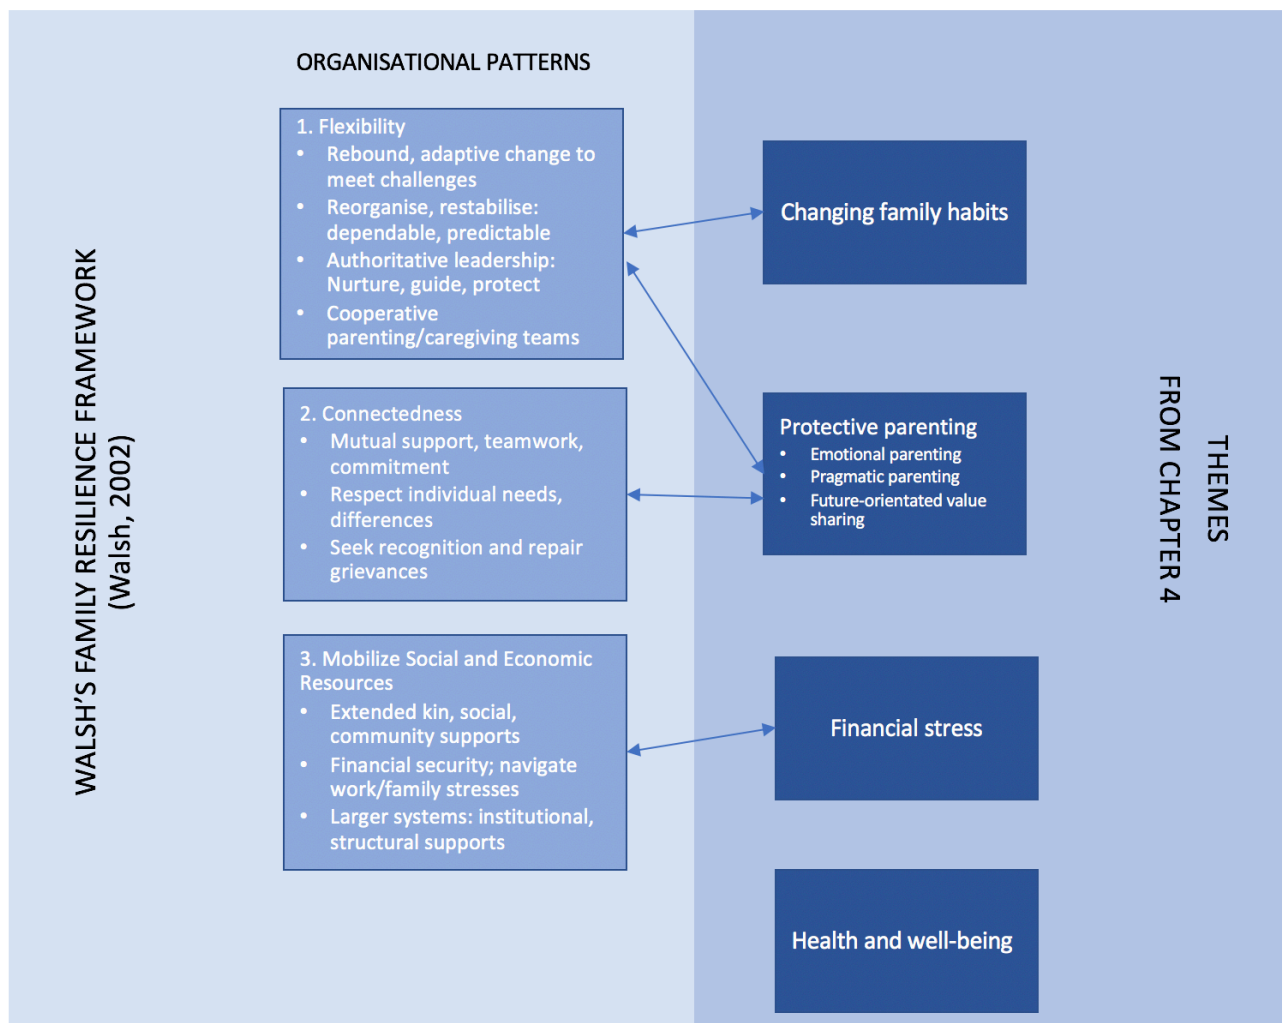 ORGANISATIONAL PATTERNS
WALSH'S FAMILY RESILIENCE FRAMEWORK
(Walsh, 2002)
1. Flexibility
• Rebound, adaptive change to
meet challenges
• Reorganise, restabilise:
dependable, predictable
• Authoritative leadership:
Nurture, guide, protect
• Cooperative
parenting/caregiving teams
2. Connectedness
• Mutual support, teamwork,
commitment
• Respect individual needs,
differences
• Seek recognition and repair
grievances
3. Mobilize Social and Economic
Resources
• Extended kin, social,
community supports
• Financial security; navigate
work/family stresses
• Larger systems: institutional,
structural supports
Changing family habits
Protective parenting
• Emotional parenting
• Pragmatic parenting
• Future-orientated value
sharing
Financial stress
Health and well-being
THEMES
FROM CHAPTER 4